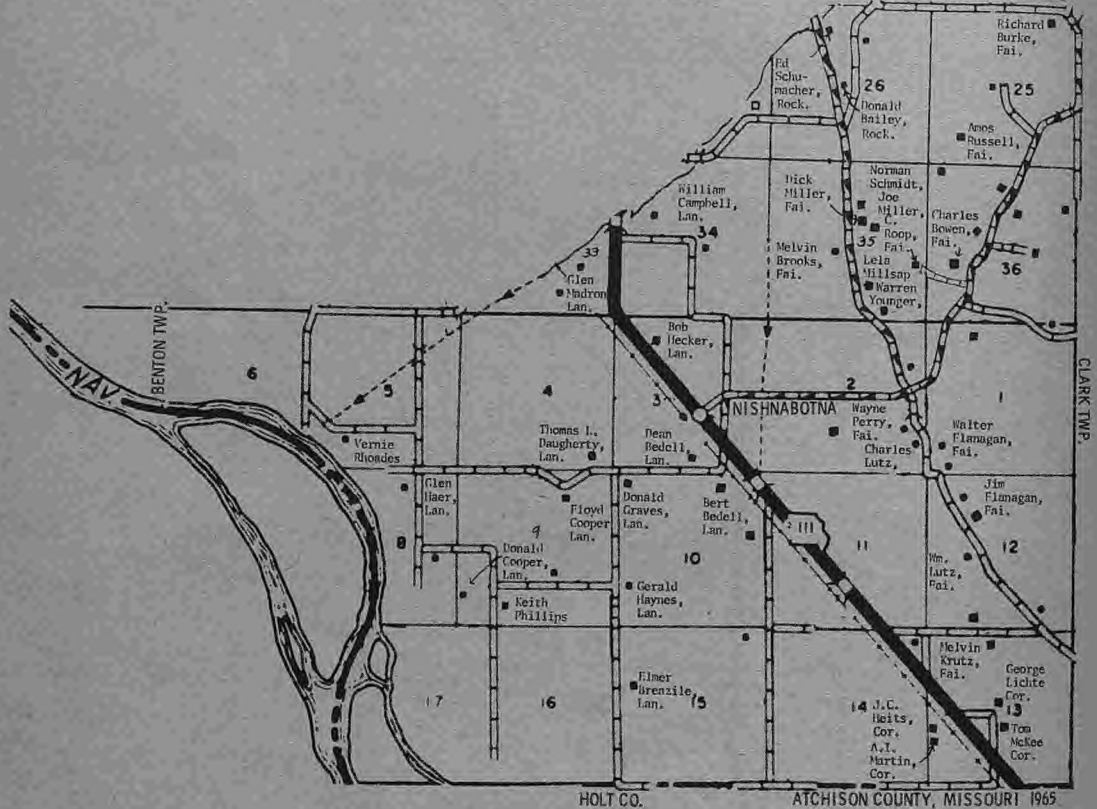 Richard
Burke,
Fai.
Ed
Schu-
macher,
Rock.
26
Donald
Bailey,
Rock.
25
Amos
Russell,
Fai.
William
Campbell,
Lan.
34
Dick
Miller,
Fai.
Norman
Schmidt,
Joe
Miller,
C.
Roop,
Fai.
Charles
Bowen,
Fai.
35
Lela
Millsap
Warren
Younger,
36
Melvin
Brooks,
Fai.
33
Glen
Madron
Lan.
BENTON TWP.
CLARK TWP.
NAV
6
5
4
3
2
1
Bob
Hecker,
Lan.
NISHNABOTNA
Vernie
Rhoades
Thomas L.
Daugherty,
Lan.
Dean
Bedell,
Lan.
Wayne
Perry,
Fai.
Charles
Lutz,
Walter
Flanagan,
Fai.
Glen
Haer,
Lan.
Floyd
Cooper
Lan.
Donald
Graves,
Lan.
Bert
Bedell,
Lan.
Jim
Flanagan,
Fai.
111
8
9
10
11
12
Donald
Cooper,
Lan.
Keith
Phillips
Gerald
Haynes,
Lan.
Wm.
Lutz,
Fai.
Melvin
Krutz,
Fai.
George
Lichte
Cor.
17
16
Elmer
Brenzile,
Lan.
15
14
J.C.
Heits,
Cor.
A.I.
Martin,
Cor.
13
Tom
McKee
Cor.
HOLT CO.
ATCHISON COUNTY, MISSOURI 1965